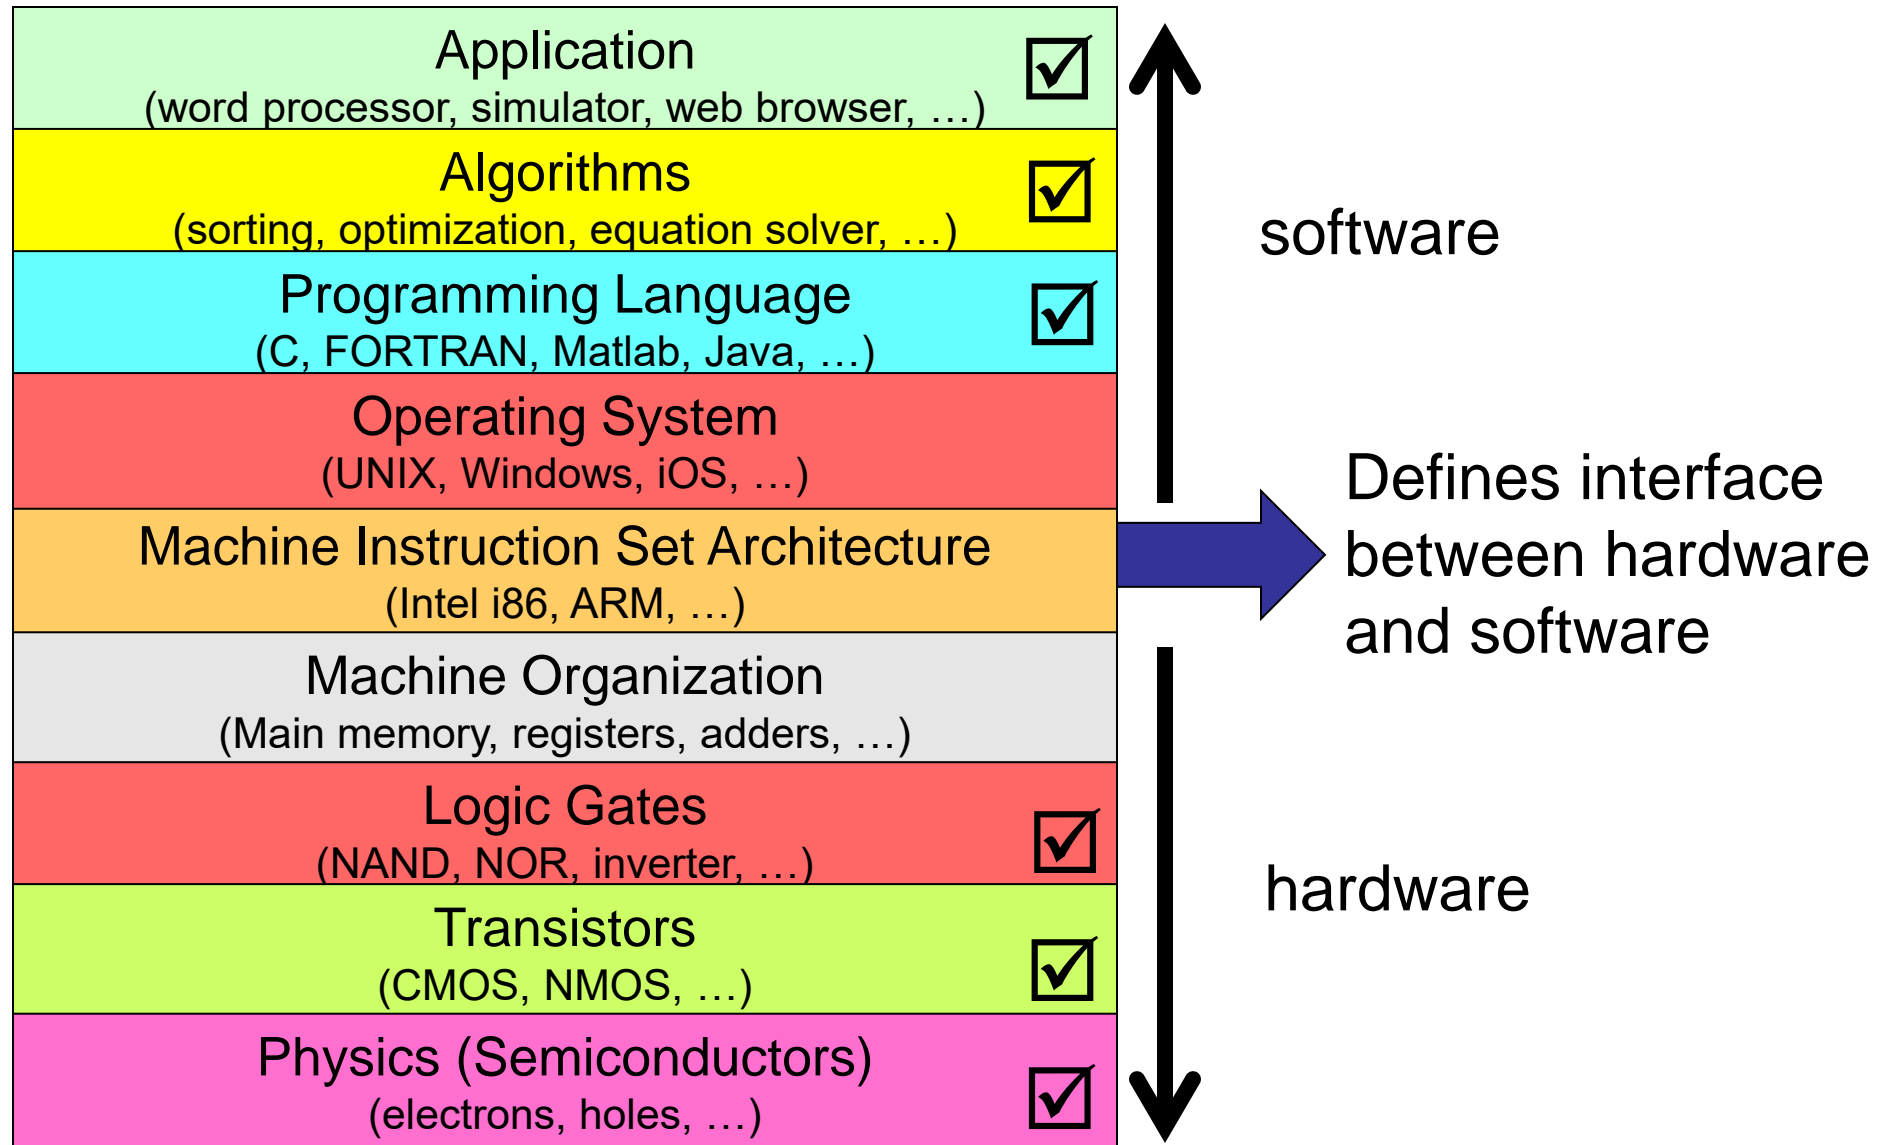 Application
(word processor, simulator, web browser, …)
Algorithms
(sorting, optimization, equation solver, …)
Programming Language
(C, FORTRAN, Matlab, Java, …)
Operating System
(UNIX, Windows, iOS, …)
Machine Instruction Set Architecture
(Intel i86, ARM, …)
Machine Organization
(Main memory, registers, adders, …)
Logic Gates
(NAND, NOR, inverter, …)
Transistors
(CMOS, NMOS, …)
Physics (Semiconductors)
(electrons, holes, …)
software
Defines interface
between hardware
and software
hardware